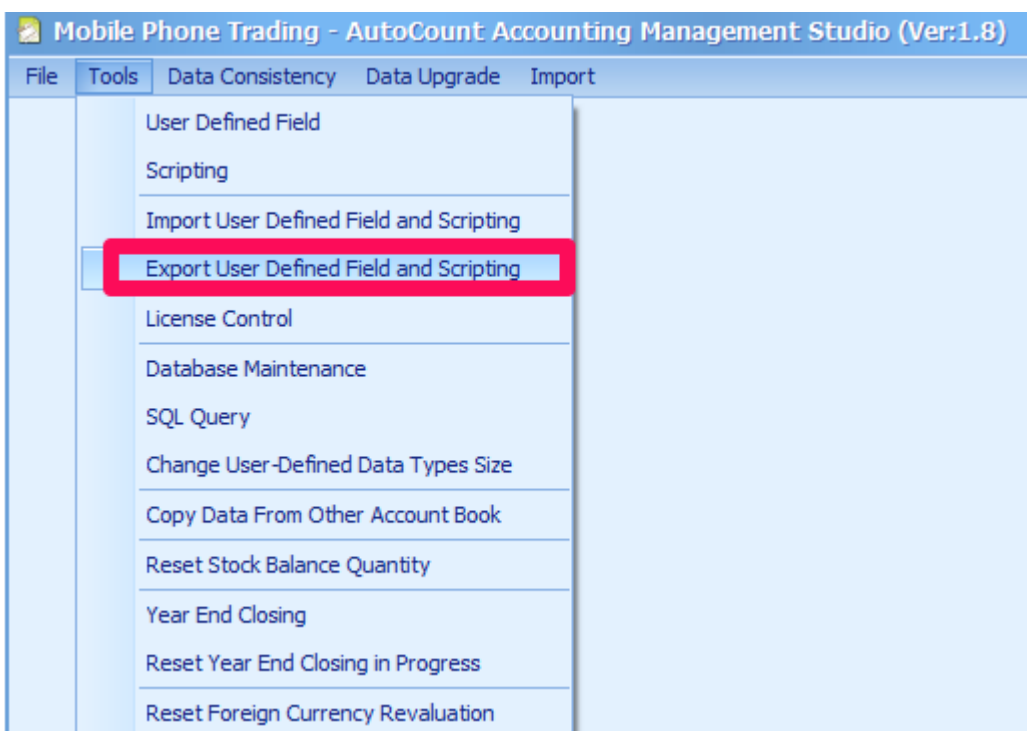 Mobile Phone Trading - AutoCount Accounting Management Studio (Ver:1.8)
File Tools Data Consistency Data Upgrade Import
User Defined Field
Scripting
Import User Defined Field and Scripting
Export User Defined Field and Scripting
License Control
Database Maintenance
SQL Query
Change User-Defined Data Types Size
Copy Data From Other Account Book
Reset Stock Balance Quantity
Year End Closing
Reset Year End Closing in Progress
Reset Foreign Currency Revaluation